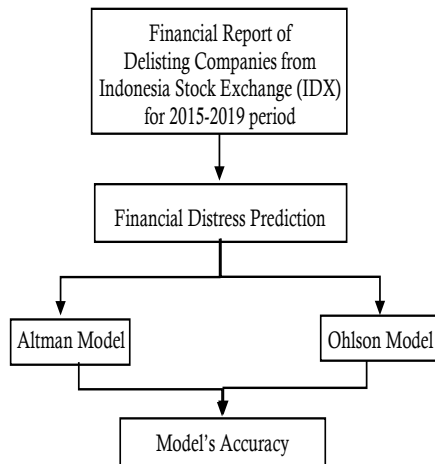 Financial Report of
Delisting Companies from
Indonesia Stock Exchange (IDX)
for 2015-2019 period
Financial Distress Prediction
Altman Model
Ohlson Model
Model's Accuracy